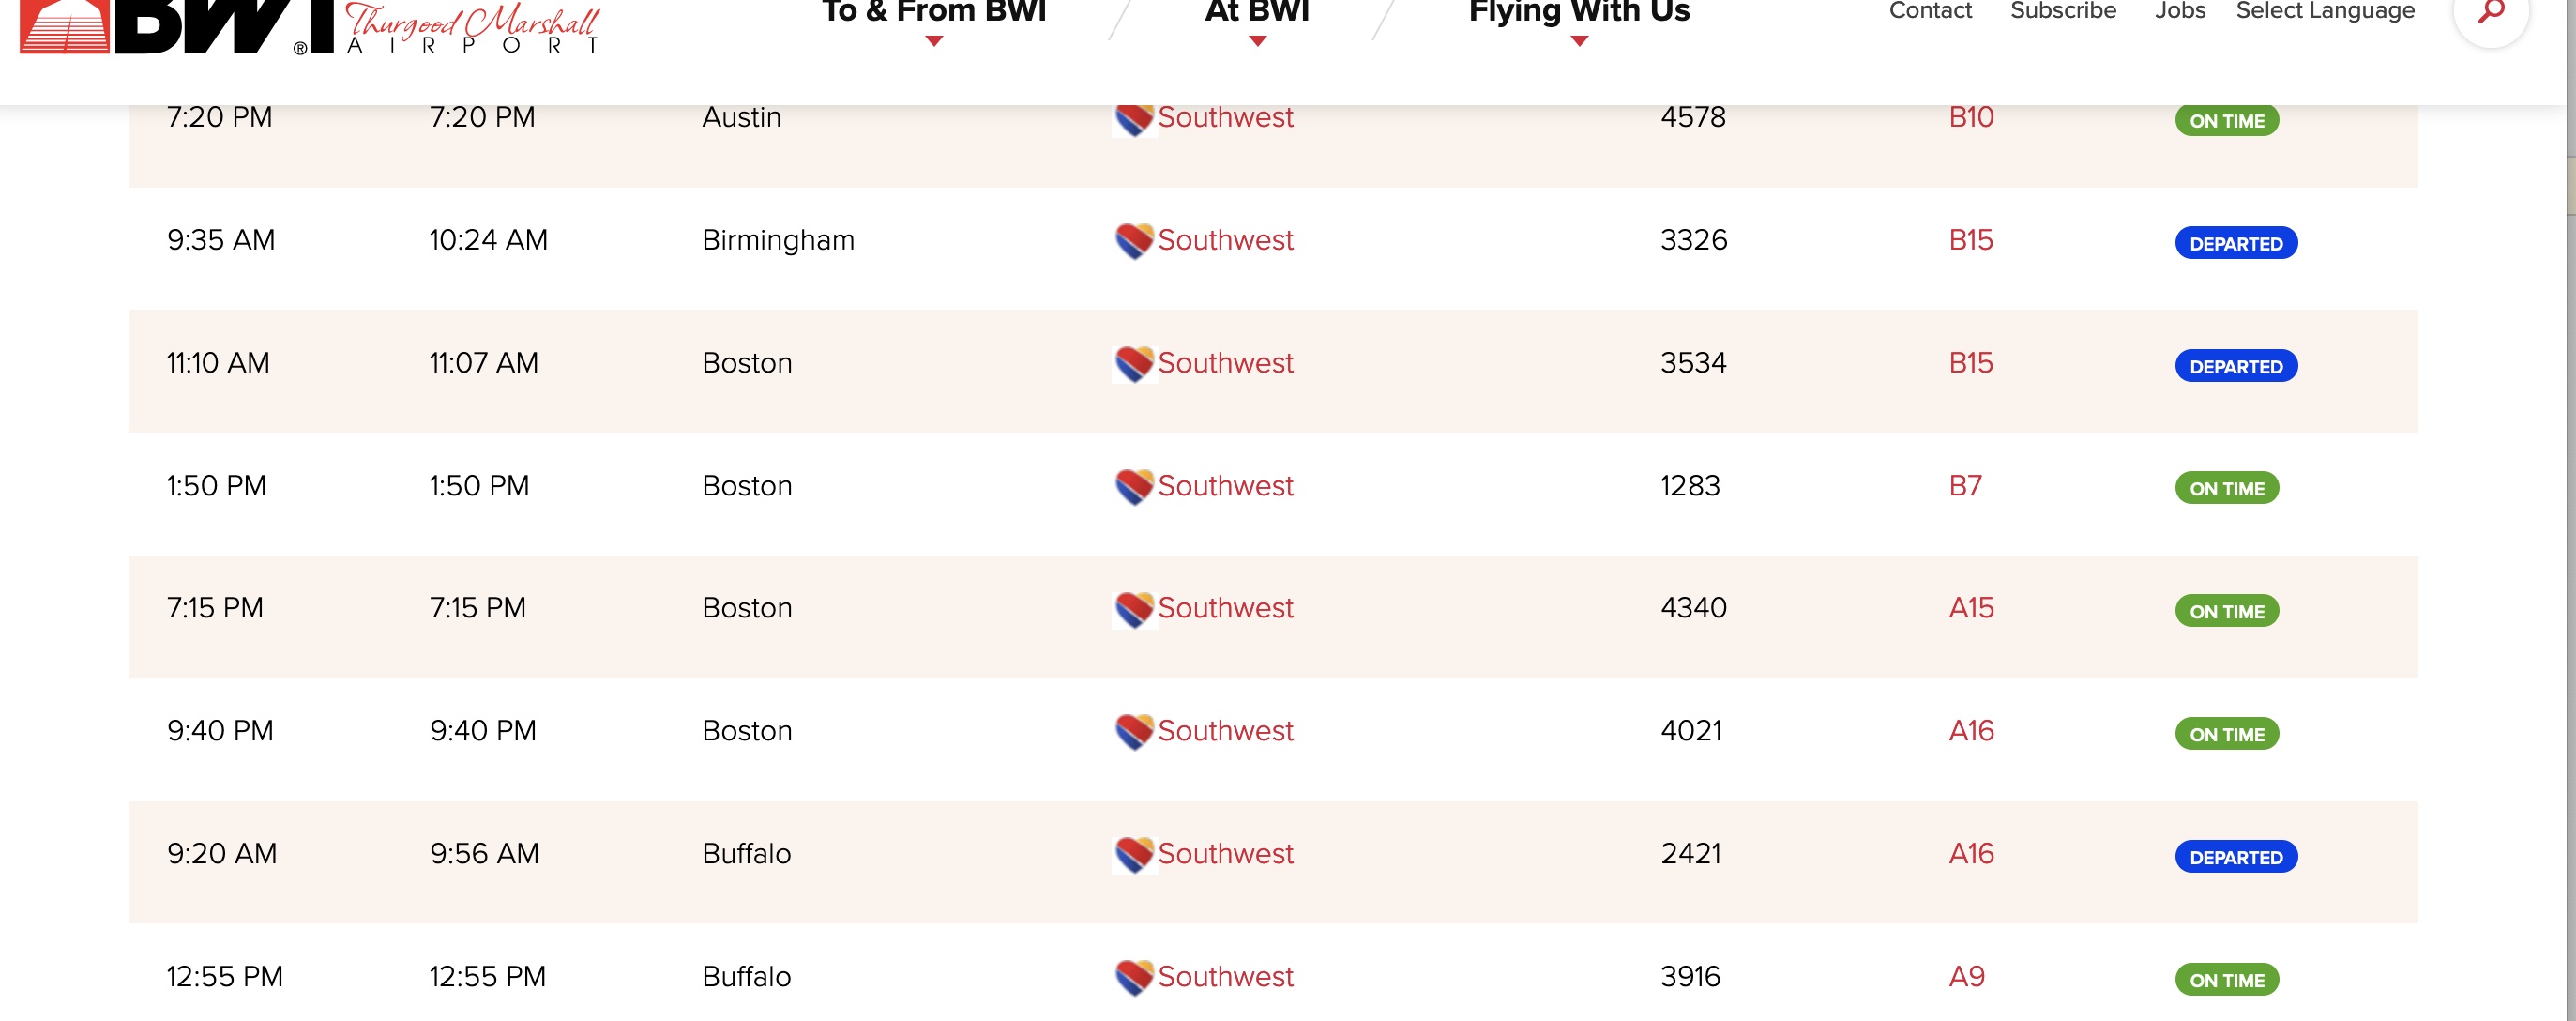 BWI ® Thurgood Marshall
AIRPORT
To & From BWI At BWI Flying With Us Contact Subscribe Jobs Select Language
7:20 PM 7:20 PM Austin Southwest 4578 B10 ON TIME
9:35 AM 10:24 AM Birmingham Southwest 3326 B15 DEPARTED
11:10 AM 11:07 AM Boston Southwest 3534 B15 DEPARTED
1:50 PM 1:50 PM Boston Southwest 1283 B7 ON TIME
7:15 PM 7:15 PM Boston Southwest 4340 A15 ON TIME
9:40 PM 9:40 PM Boston Southwest 4021 A16 ON TIME
9:20 AM 9:56 AM Buffalo Southwest 2421 A16 DEPARTED
12:55 PM 12:55 PM Buffalo Southwest 3916 A9 ON TIME